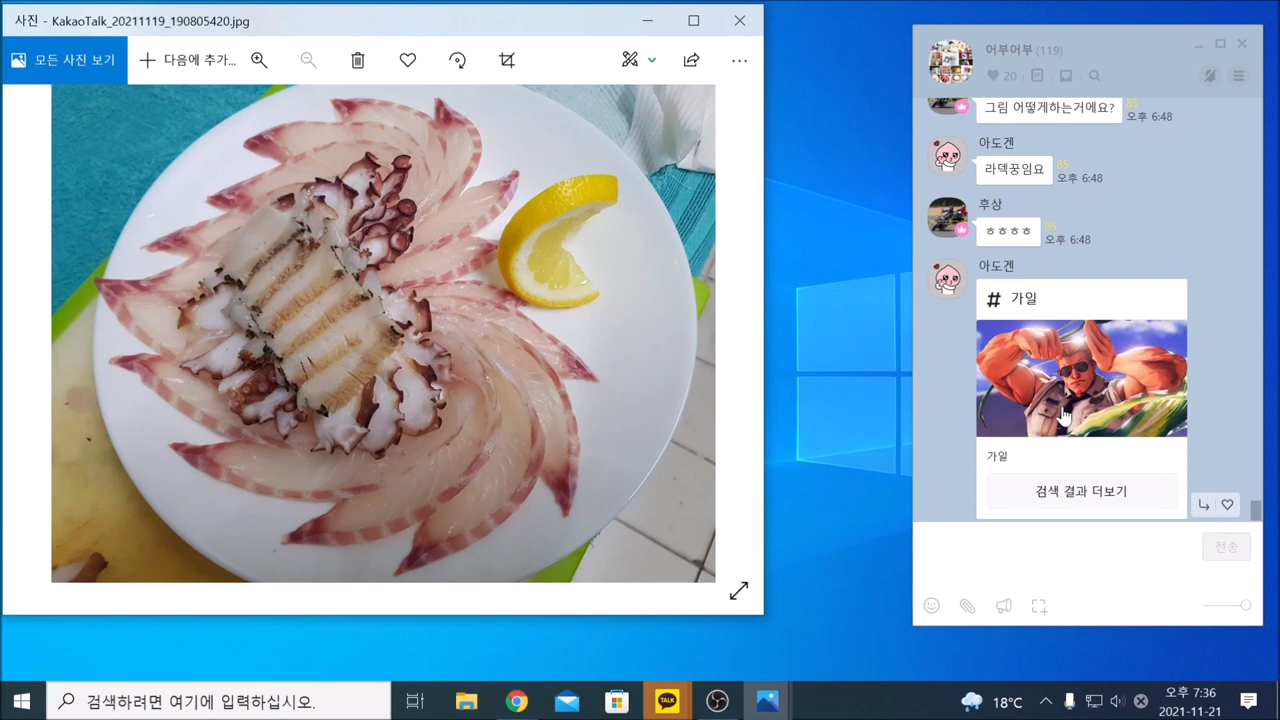 사진 - KakaoTalk_20211119_190805420.jpg
모든 사진 보기
다음에 추가...
어부어부 (119)
20
그림 어떻게하는거에요?
85
오후 6:48
아도겐
라덱꿍임요
85
오후 6:48
후상
ㅎㅎㅎㅎ
85
오후 6:48
아도겐
# 가일
가일
검색 결과 더보기
전송
검색하려면 여기에 입력하십시오.
TALK
18°C
오후 7:36
2021-11-21